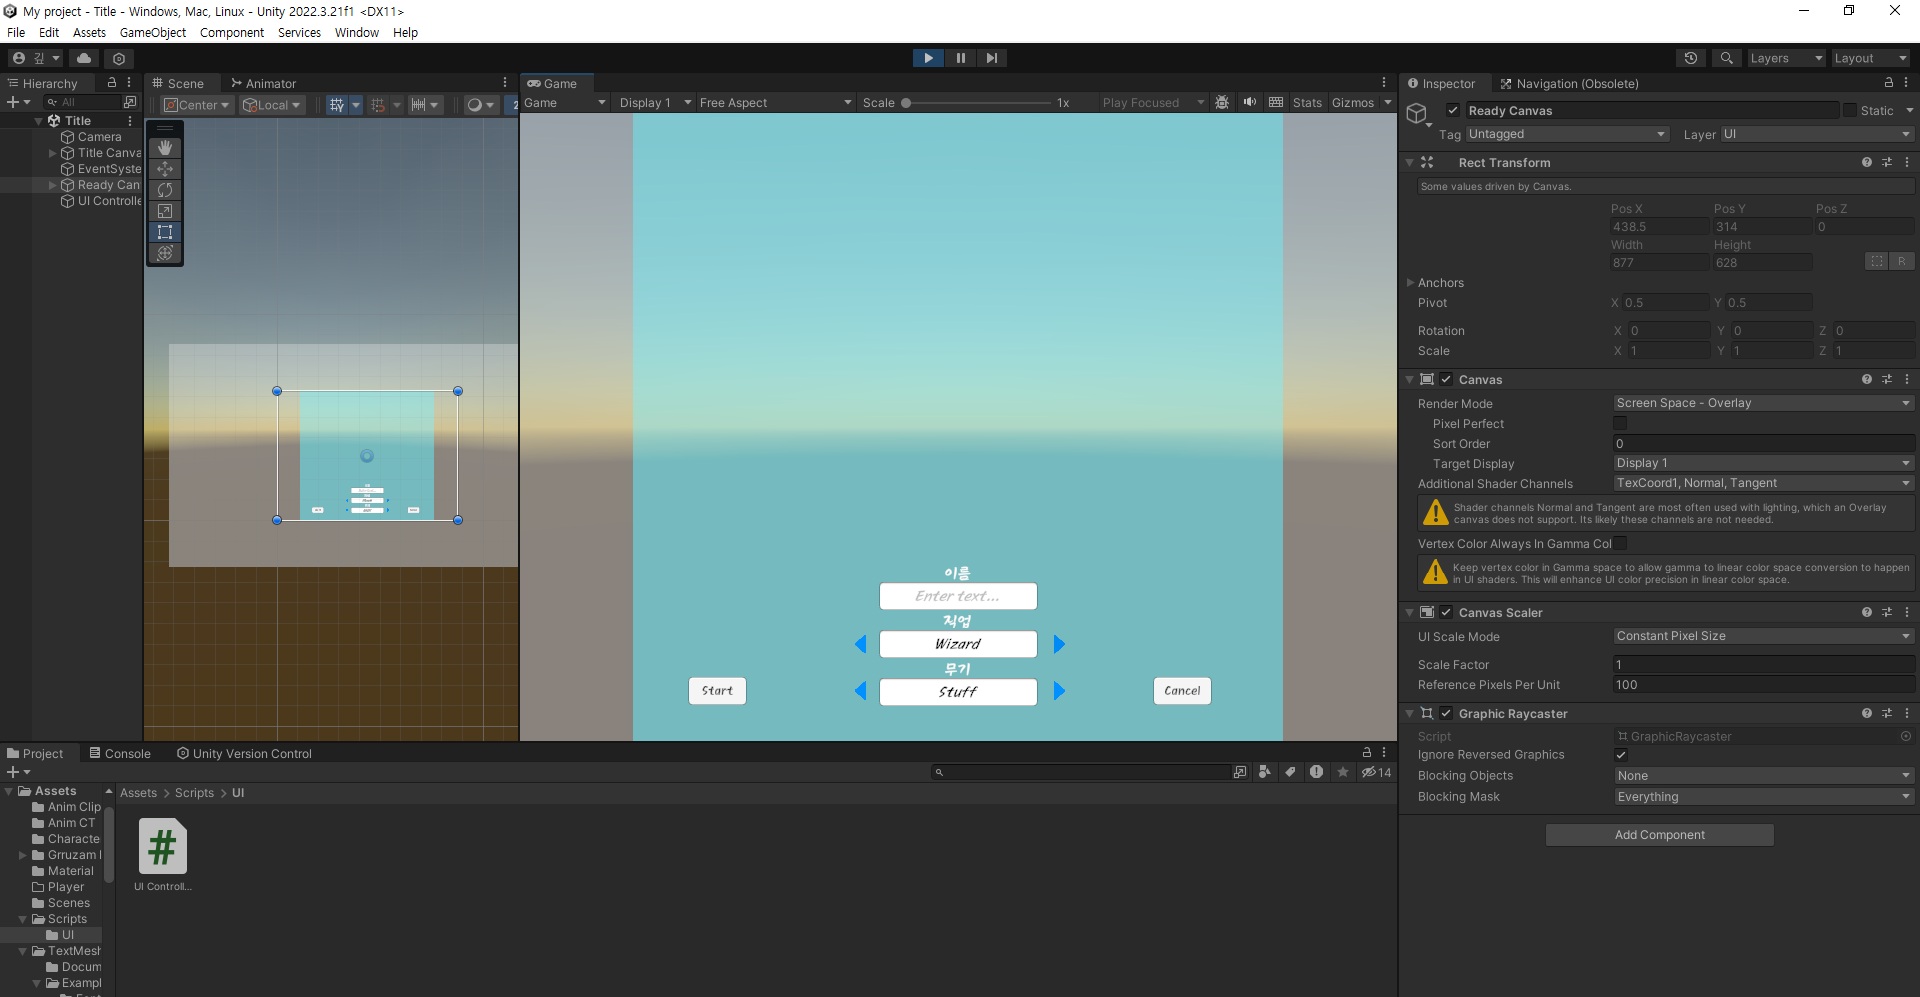 My project - Title - Windows, Mac, Linux - Unity 2022.3.21f1 <DX11>
File Edit Assets GameObject Component Services Window Help
깊 Layers Layout
Hierarchy
All
Title
Camera
Title Canva
EventSyste
Ready Can
UI Controlle
Scene Animator
Center Local 2
Game
Game Display 1 Free Aspect Scale 1x Play Focused Stats Gizmos
이름
Enter text...
직업
Wizard
무기
Stuff
Start
Cancel
Inspector Navigation (Obsolete)
Ready Canvas Static
Tag Untagged Layer UI
Rect Transform
Some values driven by Canvas.
Pos X Pos Y Pos Z
438.5 314 0
Width Height
877 628 R
Anchors
Pivot X 0.5 Y 0.5
Rotation X 0 Y 0 Z 0
Scale X 1 Y 1 Z 1
Canvas
Render Mode Screen Space - Overlay
Pixel Perfect
Sort Order 0
Target Display Display 1
Additional Shader Channels TexCoord1, Normal, Tangent
Shader channels Normal and Tangent are most often used with lighting, which an Overlay
canvas does not support. Its likely these channels are not needed.
Vertex Color Always In Gamma Col
Keep vertex color in Gamma space to allow gamma to linear color space conversion to happen
in UI shaders. This will enhance UI color precision in linear color space.
Canvas Scaler
UI Scale Mode Constant Pixel Size
Scale Factor 1
Reference Pixels Per Unit 100
Graphic Raycaster
Script GraphicRaycaster
Ignore Reversed Graphics
Blocking Objects None
Blocking Mask Everything
Add Component
Project Console Unity Version Control
14
Assets
Anim Clip
Anim CT
Characte
Grruzam
Material
Player
Scenes
Scripts
UI
TextMesh
Docum
Exampl
Assets > Scripts > UI
#
UI Controll...